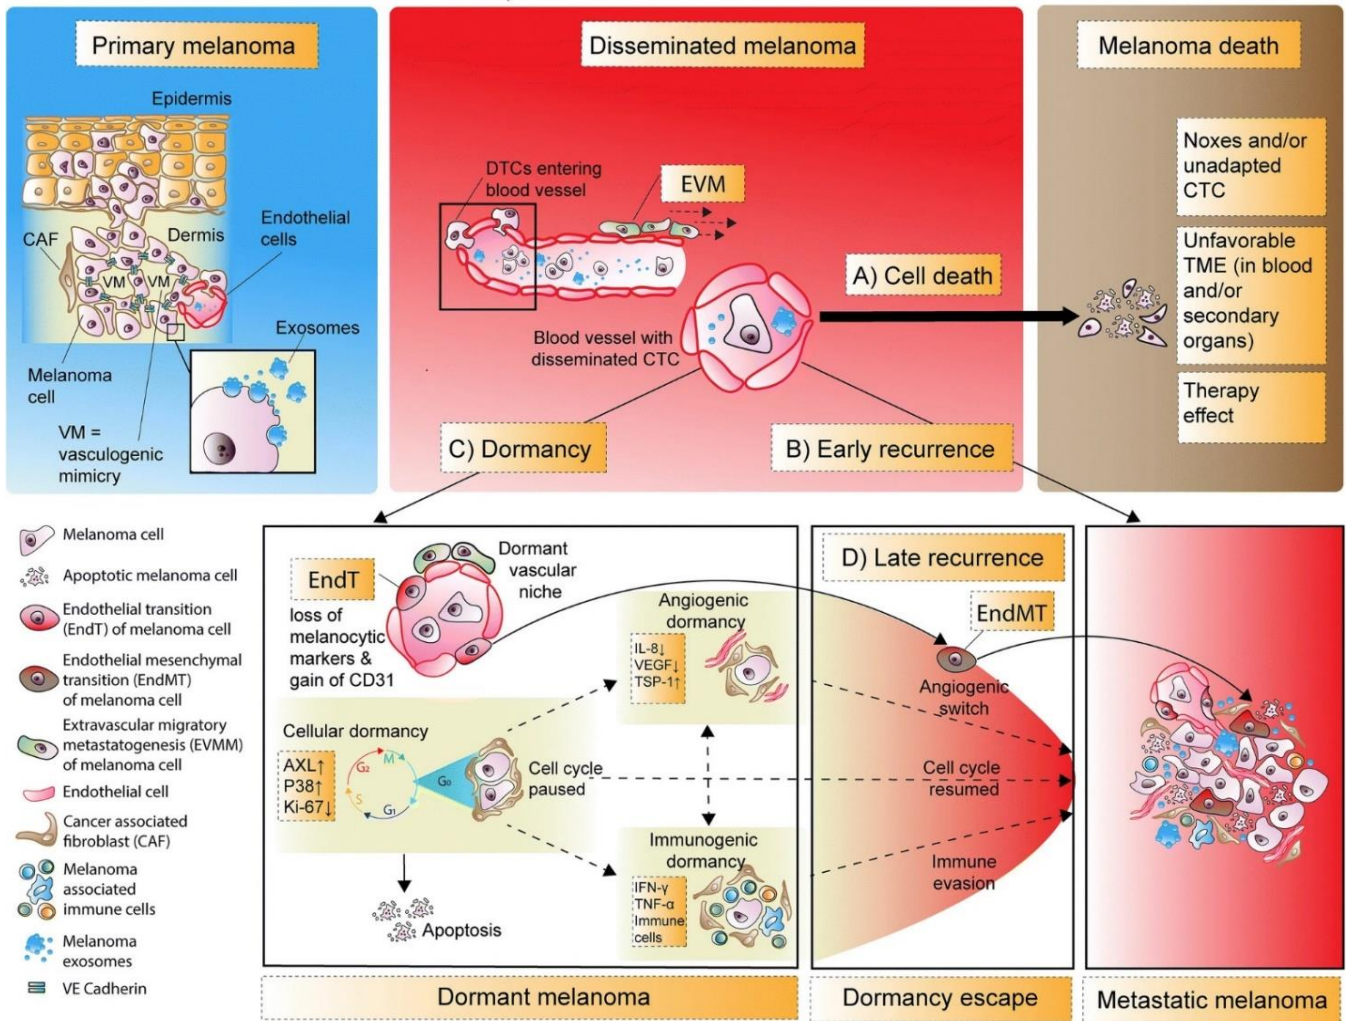 Primary melanoma
Epidermis
CAF
Dermis
Endothelial
cells
VM
VM
Exosomes
Melanoma
cell
VM =
vasculogenic
mimicry
Disseminated melanoma
DTCs entering
blood vessel
EVM
A) Cell death
Blood vessel with
disseminated CTC
C) Dormancy
B) Early recurrence
Melanoma death
Noxes and/or
unadapted
CTC
Unfavorable
TME (in blood
and/or
secondary
organs)
Therapy
effect
Melanoma cell
Apoptotic melanoma cell
Endothelial transition
(EndT) of melanoma cell
Endothelial mesenchymal
transition (EndMT)
of melanoma cell
Extravascular migratory
metastatogenesis (EVMM)
of melanoma cell
Endothelial cell
Cancer associated
fibroblast (CAF)
Melanoma
associated
immune cells
Melanoma
exosomes
VE Cadherin
EndT
loss of
melanocytic
markers &
gain of CD31
Dormant
vascular
niche
Cellular dormancy
AXL↑
P38↑
Ki-67↓
G₂
M
S
G₁
G₀
Cell cycle
paused
Apoptosis
Angiogenic
dormancy
IL-8↓
VEGF↓
TSP-1↑
Immunogenic
dormancy
IFN-γ
TNF-α
Immune
cells
D) Late recurrence
EndMT
Angiogenic
switch
Cell cycle
resumed
Immune
evasion
Dormant melanoma
Dormancy escape
Metastatic melanoma